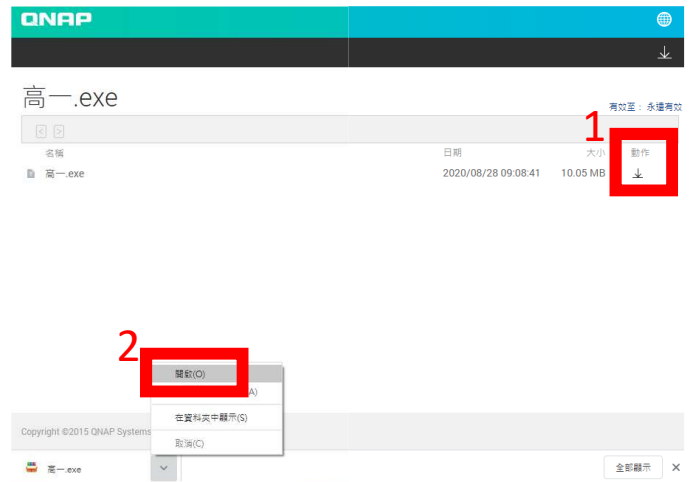 QNAP
高一.exe
有效至： 永遠有效
1
名稱 日期 大小 動作
高一.exe 2020/08/28 09:08:41 10.05 MB
2
開啟(O)
A)
在資料夾中顯示(S)
取消(C)
Copyright ©2015 QNAP Systems
高一.exe 全部顯示